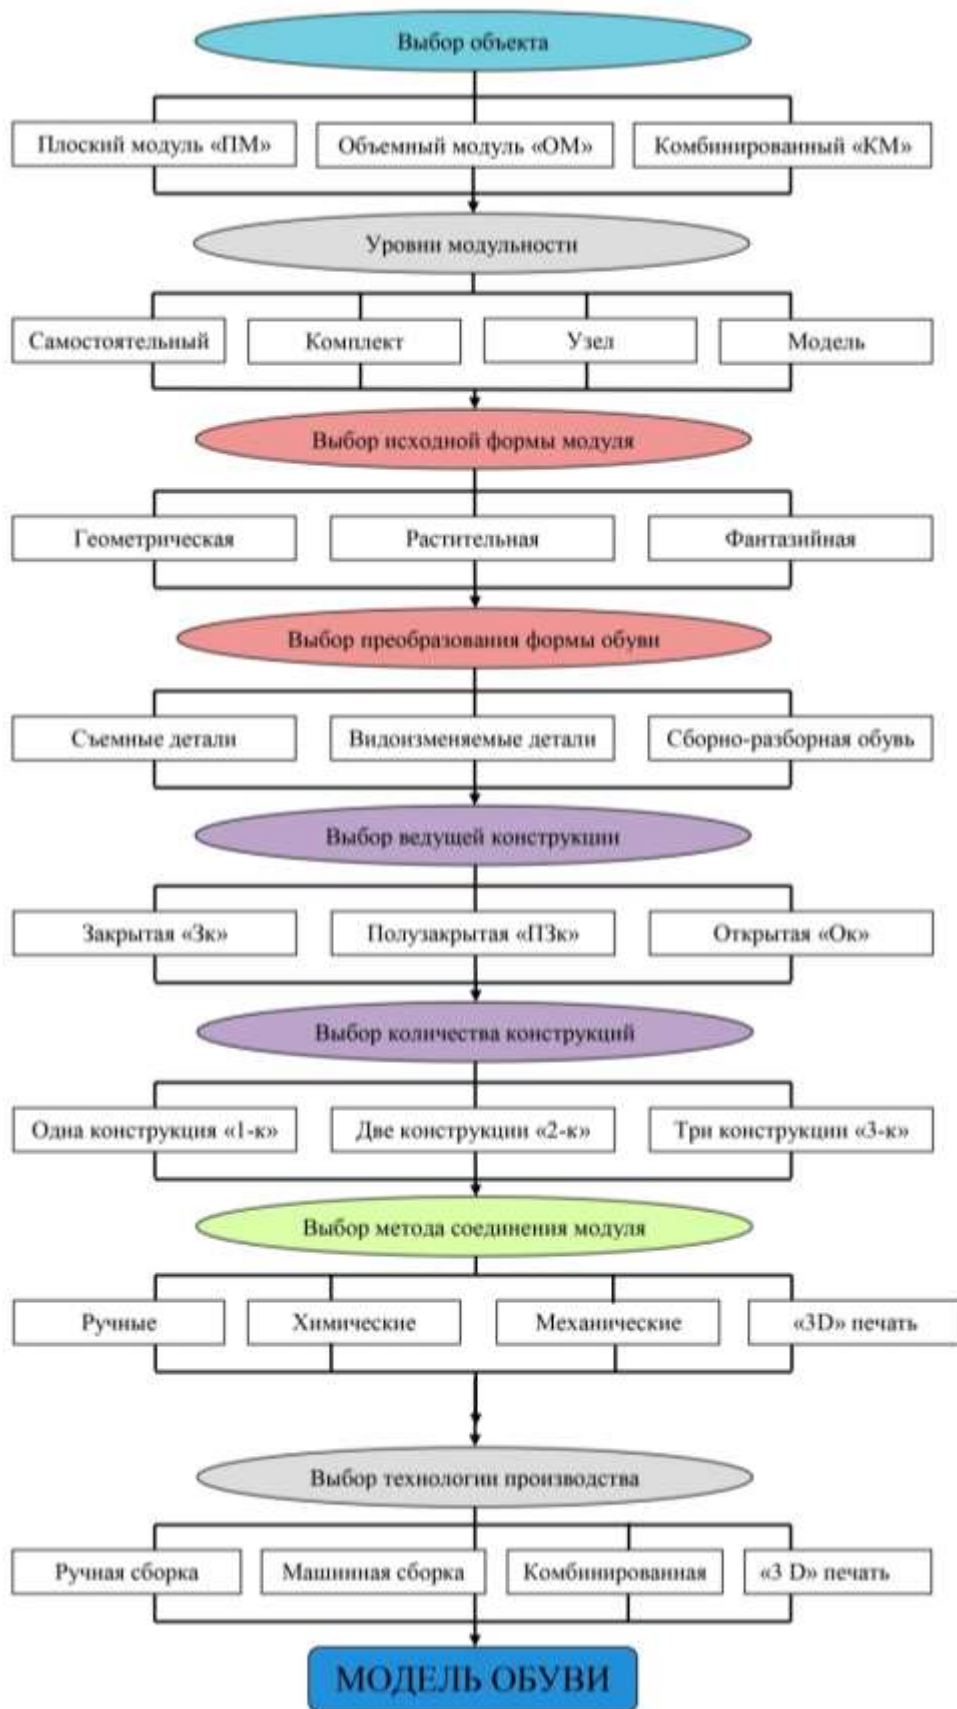 Выбор объекта
Плоский модуль «ПМ»
Объемный модуль «ОМ»
Комбинированный «КМ»
Уровни модульности
Самостоятельный
Комплект
Узел
Модель
Выбор исходной формы модуля
Геометрическая
Растительная
Фантазийная
Выбор преобразования формы обуви
Съемные детали
Видоизменяемые детали
Сборно-разборная обувь
Выбор ведущей конструкции
Закрытая «Зк»
Полузакрытая «ПЗк»
Открытая «Ок»
Выбор количества конструкций
Одна конструкция «1-к»
Две конструкции «2-к»
Три конструкции «3-к»
Выбор метода соединения модуля
Ручные
Химические
Механические
«3D» печать
Выбор технологии производства
Ручная сборка
Машинная сборка
Комбинированная
«3 D» печать
МОДЕЛЬ ОБУВИ